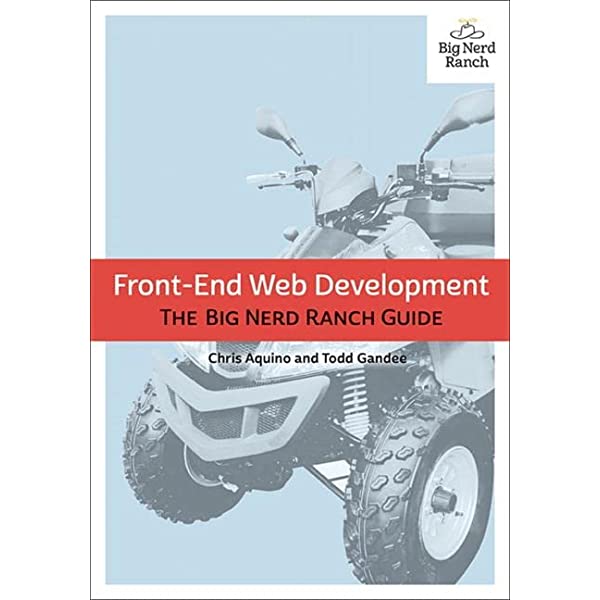 Big Nerd
Ranch
Front-End Web Development
THE BIG NERD RANCH GUIDE
Chris Aquino and Todd Gandee